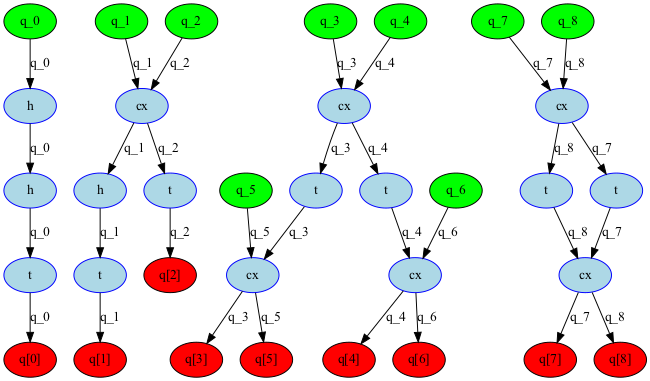 q_0 q_1 q_2 q_3 q_4 q_7 q_8
q_0 q_1 q_2 q_3 q_4 q_7 q_8
h cx cx cx
q_0 q_1 q_2 q_3 q_4 q_8 q_7
h h t q_5 t t q_6 t t
q_0 q_1 q_2 q_5 q_3 q_4 q_6 q_8 q_7
t t q[2] cx cx cx
q_0 q_1 q_3 q_5 q_4 q_6 q_7 q_8
q[0] q[1] q[3] q[5] q[4] q[6] q[7] q[8]